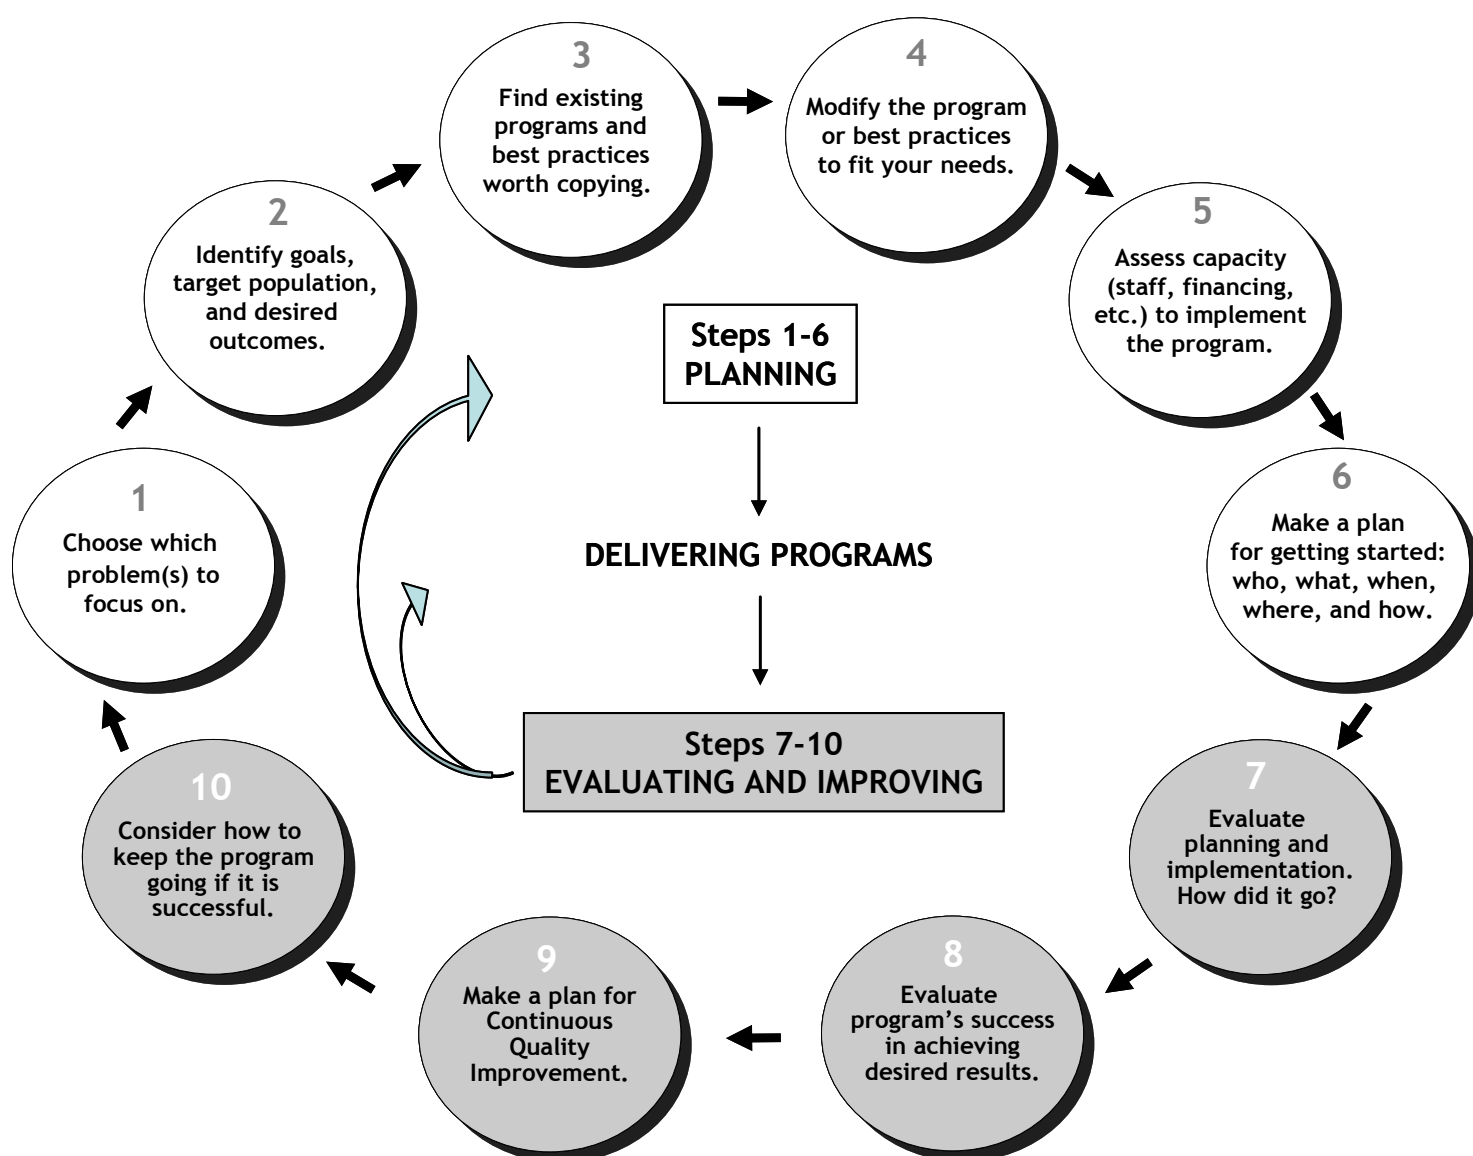 1
Choose which
problem(s) to
focus on.
2
Identify goals,
target population,
and desired
outcomes.
3
Find existing
programs and
best practices
worth copying.
4
Modify the program
or best practices
to fit your needs.
5
Assess capacity
(staff, financing,
etc.) to implement
the program.
6
Make a plan
for getting started:
who, what, when,
where, and how.
7
Evaluate
planning and
implementation.
How did it go?
8
Evaluate
program’s success
in achieving
desired results.
9
Make a plan for
Continuous
Quality
Improvement.
10
Consider how to
keep the program
going if it is
successful.
Steps 1-6
PLANNING
DELIVERING PROGRAMS
Steps 7-10
EVALUATING AND IMPROVING